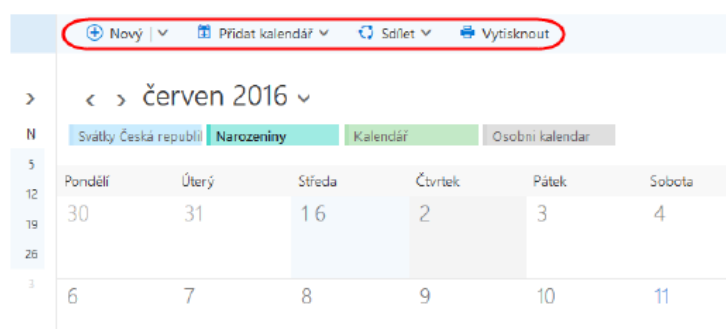 Nový Přidat kalendář Sdílet Vytisknout
červen 2016
N
Svátky Česká republi Narozeniny Kalendář Osobni kalendar
5
Pondělí Úterý Středa Čtvrtek Pátek Sobota
12
30 31 1 6 2 3 4
19
26
3
6 7 8 9 10 11